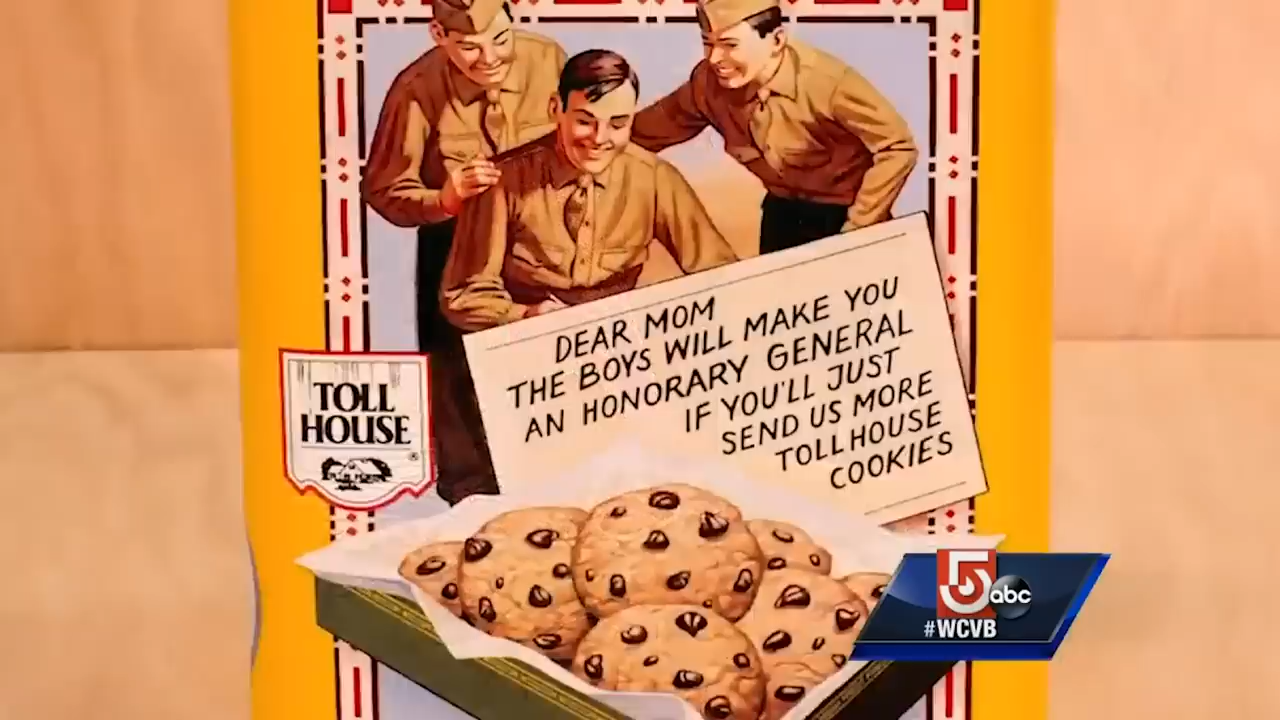 DEAR MOM
THE BOYS WILL MAKE YOU
AN HONORARY GENERAL
IF YOU'LL JUST
SEND US MORE
TOLL HOUSE
COOKIES
TOLL
HOUSE
®
5 abc
#WCVB